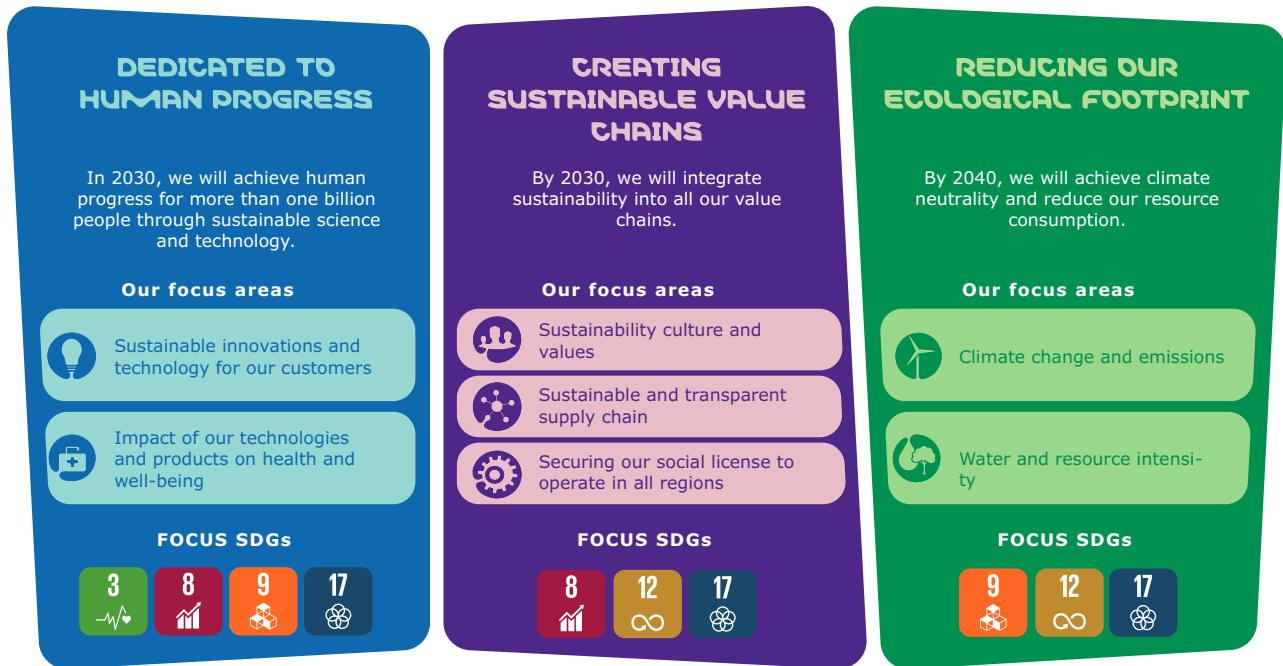 DEDICATED TO
HUMAN PROGRESS
In 2030, we will achieve human
progress for more than one billion
people through sustainable science
and technology.
Our focus areas
Sustainable innovations and
technology for our customers
Impact of our technologies
and products on health and
well-being
FOCUS SDGs
3 8 9 17
CREATING
SUSTAINABLE VALUE
CHAINS
By 2030, we will integrate
sustainability into all our value
chains.
Our focus areas
Sustainability culture and
values
Sustainable and transparent
supply chain
Securing our social license to
operate in all regions
FOCUS SDGs
8 12 17
REDUCING OUR
ECOLOGICAL FOOTPRINT
By 2040, we will achieve climate
neutrality and reduce our resource
consumption.
Our focus areas
Climate change and emissions
Water and resource intensi-
ty
FOCUS SDGs
9 12 17